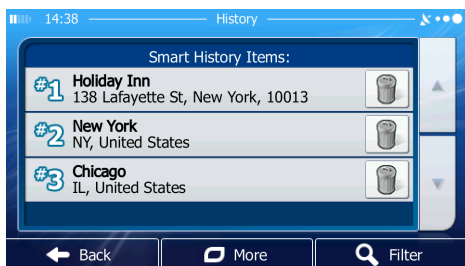 14:38 History
Smart History Items:
#1 Holiday Inn
138 Lafayette St, New York, 10013
#2 New York
NY, United States
#3 Chicago
IL, United States
Back More Filter